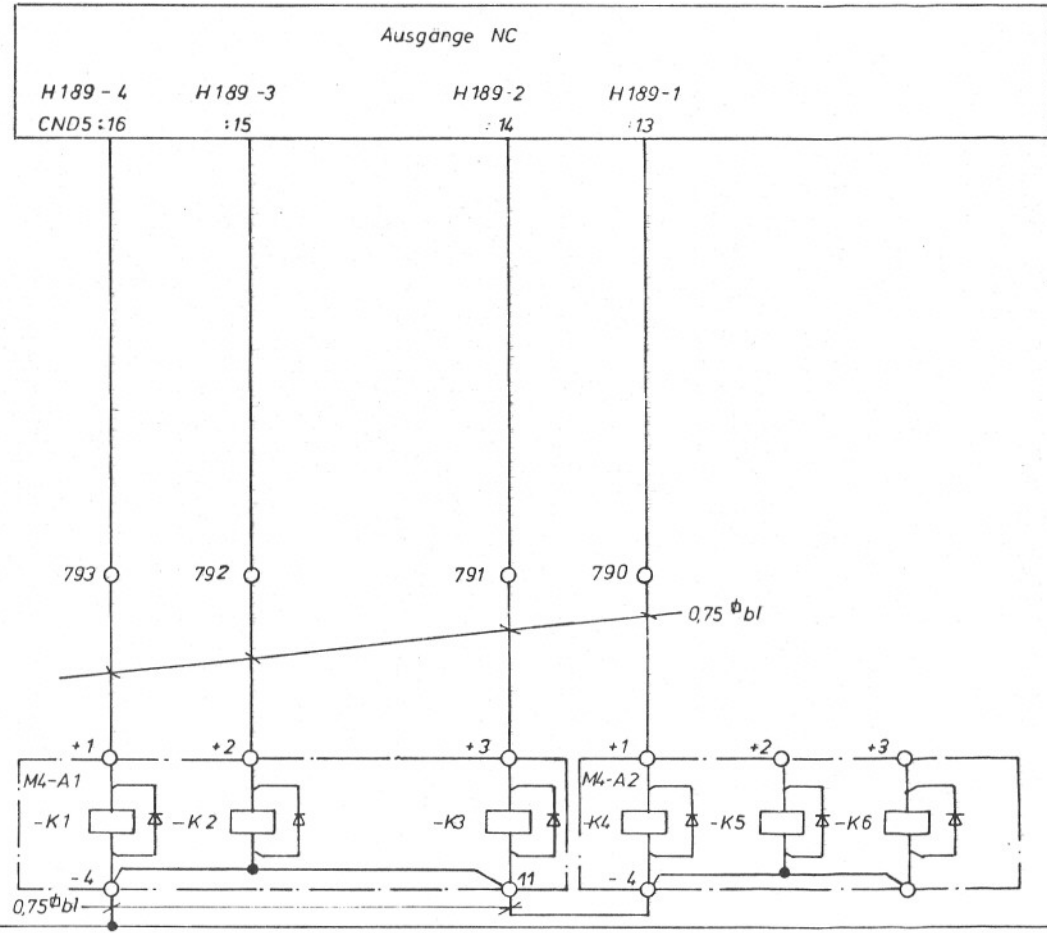 Ausgänge NC
H189-4 H189-3 H189-2 H189-1
CND5:16 :15 :14 :13
793 792 791 790
0,75 ⌀ bl
+1 +2 +3 +1 +2 +3
M4-A1 M4-A2
-K1 -K2 -K3 -K4 -K5 -K6
-4 11 -4
0,75 ⌀ bl